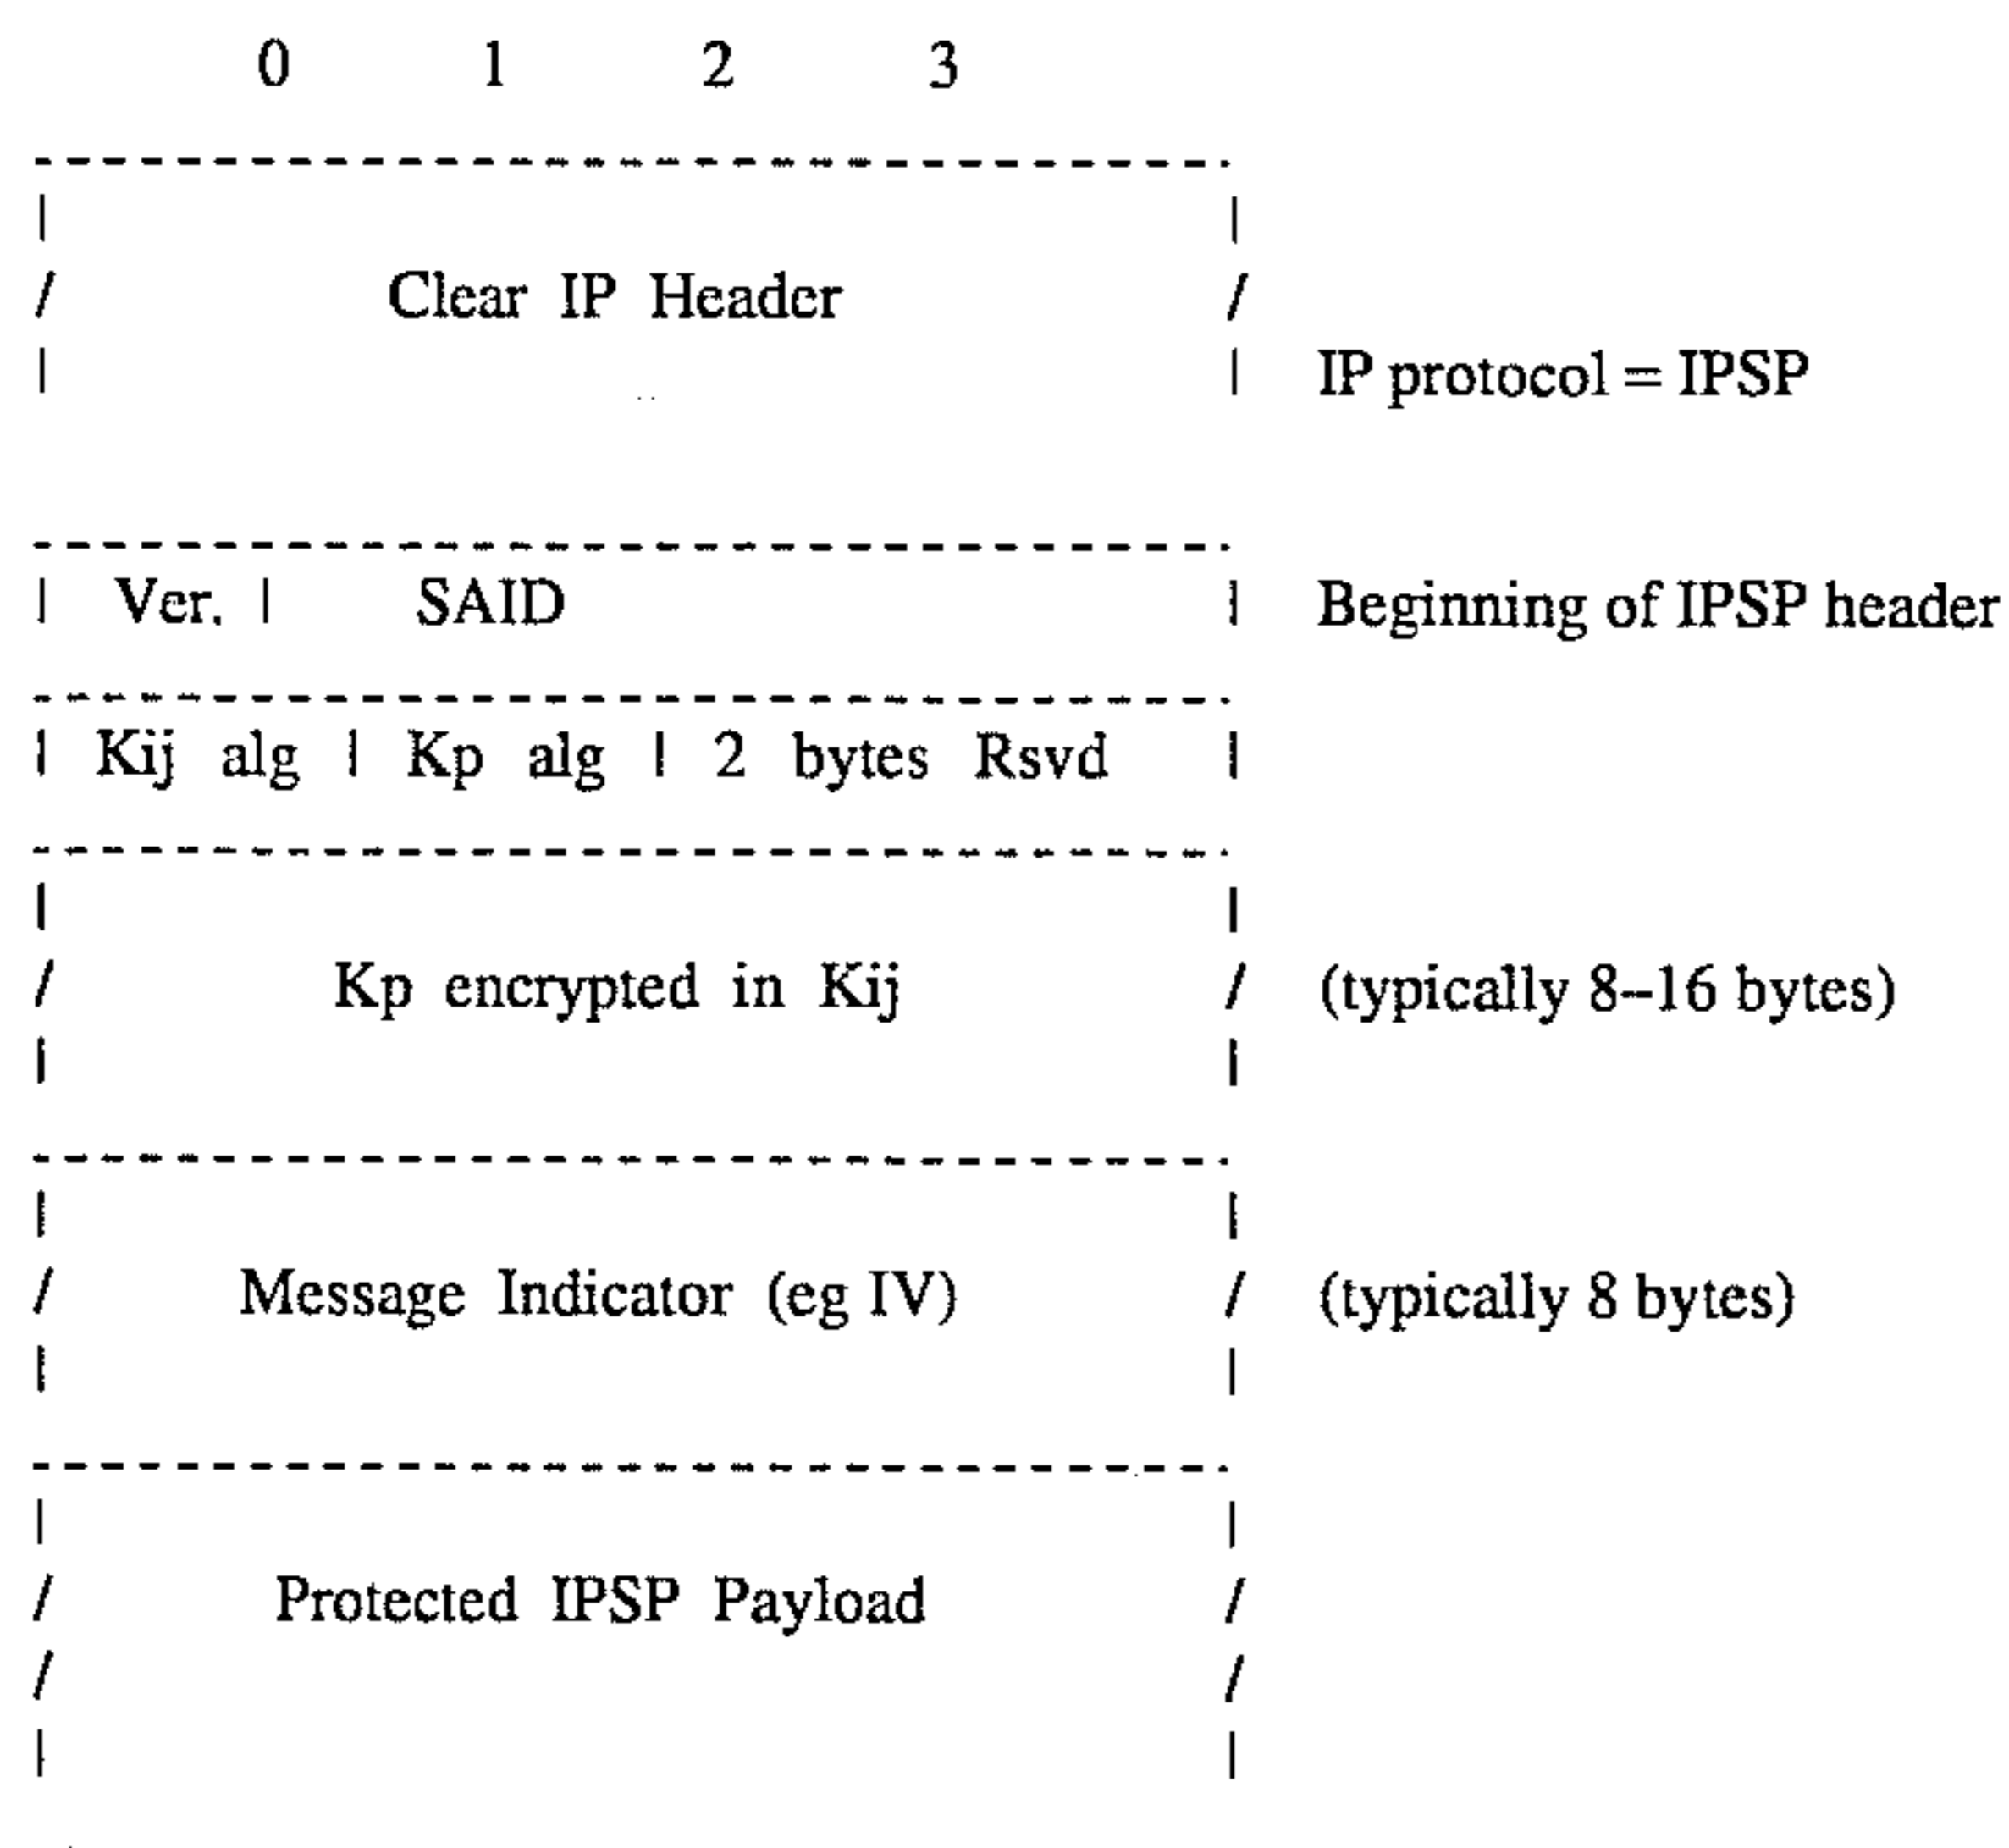 0 1 2 3
Clear IP Header
IP protocol = IPSP
Ver. | SAID Beginning of IPSP header
Kij alg | Kp alg | 2 bytes Rsvd
Kp encrypted in Kij (typically 8–16 bytes)
Message Indicator (eg IV) (typically 8 bytes)
Protected IPSP Payload